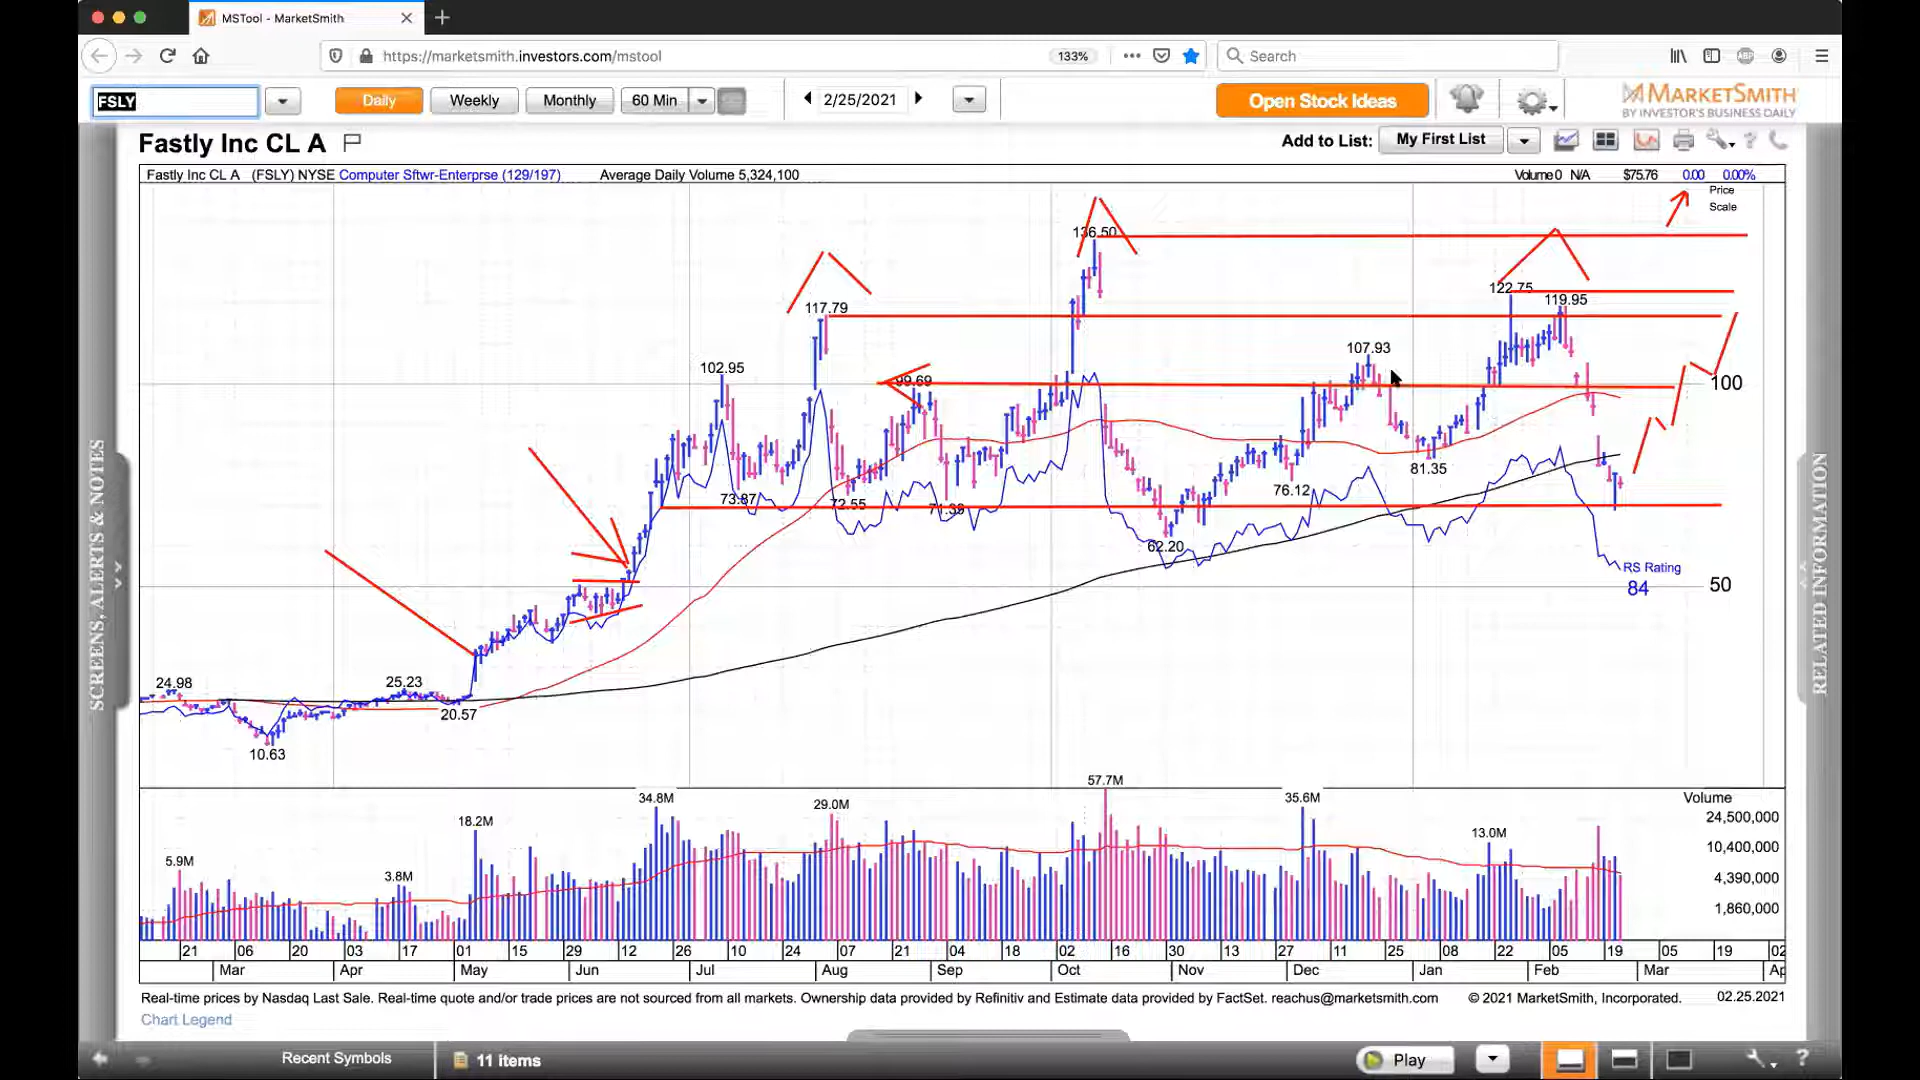 MSTool - MarketSmith
https://marketsmith.investors.com/mstool
133%
Search
FSLY
Daily
Weekly
Monthly
60 Min
2/25/2021
Open Stock Ideas
MARKETSMITH
BY INVESTOR'S BUSINESS DAILY
Fastly Inc CL A
Add to List:
My First List
Fastly Inc CL A (FSLY) NYSE Computer Sftwr-Enterprse (129/197) Average Daily Volume 5,324,100
Volume 0 N/A $75.76 0.00 0.00%
Price
Scale
136.50
122.75
119.95
117.79
107.93
102.95
99.69
100
81.35
76.12
73.87
72.55
71.39
62.20
RS Rating
84
50
24.98
25.23
20.57
10.63
57.7M
34.8M
29.0M
35.6M
18.2M
13.0M
5.9M
3.8M
Volume
24,500,000
10,400,000
4,390,000
1,860,000
21 06 20 03 17 01 15 29 12 26 10 24 07 21 04 18 02 16 30 13 27 11 25 08 22 05 19 05 19 02
Mar Apr May Jun Jul Aug Sep Oct Nov Dec Jan Feb Mar Ap
Real-time prices by Nasdaq Last Sale. Real-time quote and/or trade prices are not sourced from all markets. Ownership data provided by Refinitiv and Estimate data provided by FactSet. reachus@marketsmith.com © 2021 MarketSmith, Incorporated. 02.25.2021
Chart Legend
SCREENS, ALERTS & NOTES
RELATED INFORMATION
Recent Symbols
11 items
Play